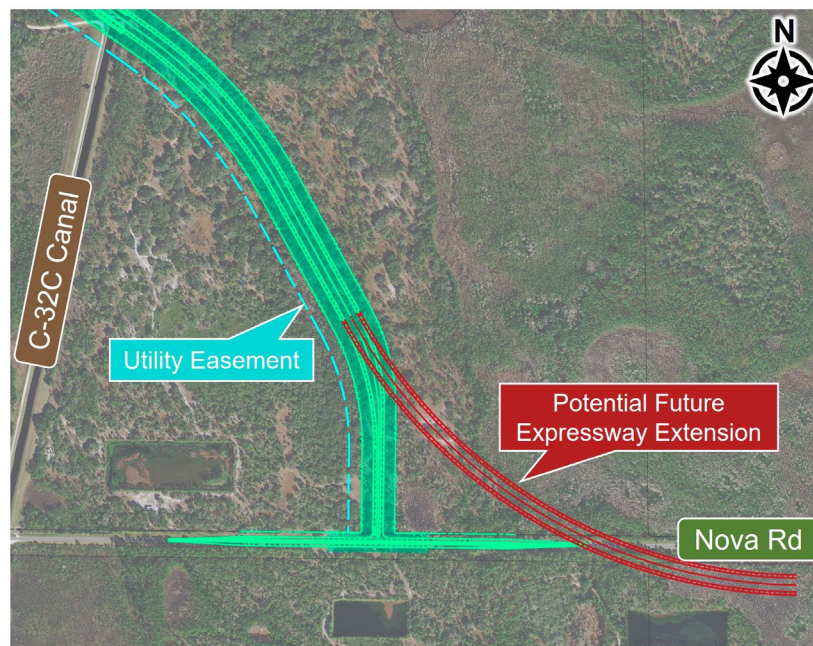 N
C-32C Canal
Utility Easement
Potential Future
Expressway Extension
Nova Rd